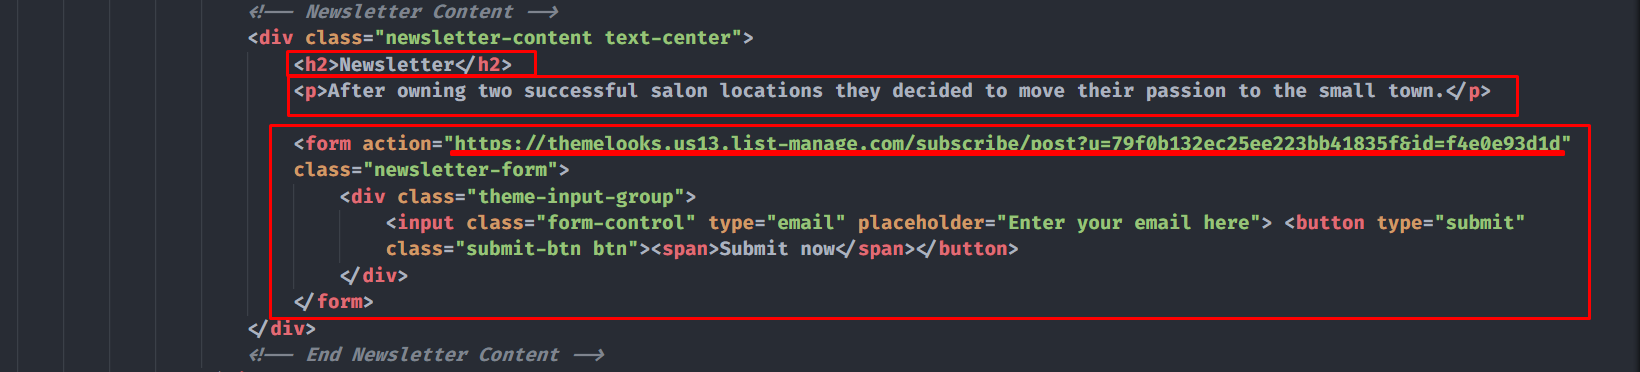 <!-- Newsletter Content -->
<div class="newsletter-content text-center">
<h2>Newsletter</h2>
<p>After owning two successful salon locations they decided to move their passion to the small town.</p>
<form action="https://themelooks.us13.list-manage.com/subscribe/post?u=79f0b132ec25ee223bb41835f&id=f4e0e93d1d"
class="newsletter-form">
<div class="theme-input-group">
<input class="form-control" type="email" placeholder="Enter your email here"> <button type="submit"
class="submit-btn btn"><span>Submit now</span></button>
</div>
</form>
</div>
<!-- End Newsletter Content -->